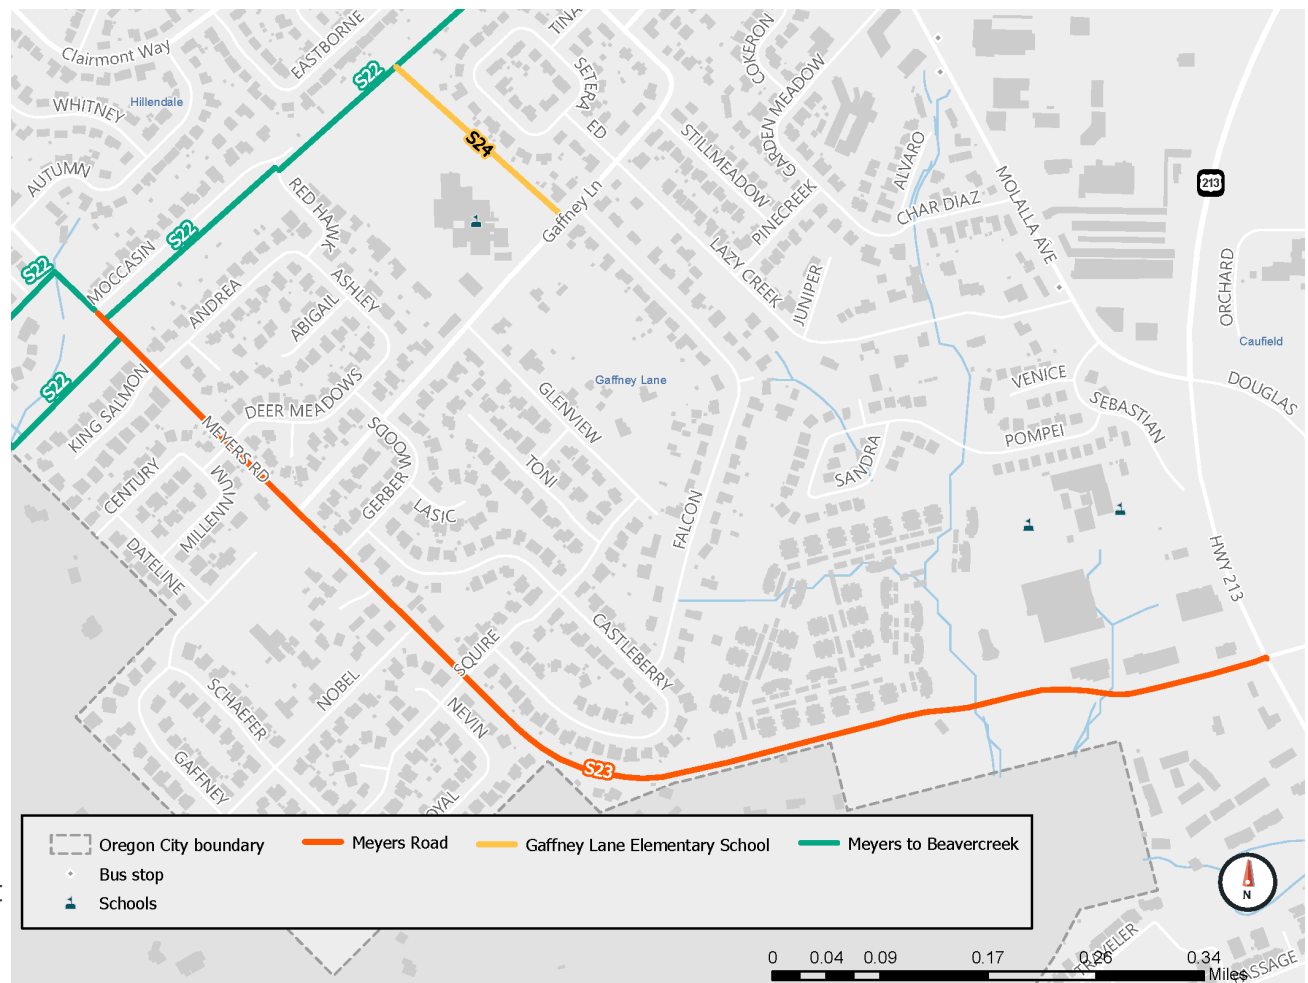 Clairmont Way
EASTBORNE
TINA
COKERON
WHITNEY
Hillendale
S22
SETERA
GARDEN MEADOW
AUTUMN
S24
ED
STILLMEADOW
ALVARO
MOLALLA AVE
213
RED HAWK
Gaffney Ln
PINECREEK
CHAR DIAZ
S22
S22
MOCCASIN
ANDREA
ABIGAIL
ASHLEY
LAZY CREEK
JUNIPER
ORCHARD
Caufield
S22
KING SALMON
DEER MEADOWS
MEYERS RD
Gaffney Lane
GLENVIEW
VENICE
SEBASTIAN
DOUGLAS
POMPEI
WOODS
GERBER
LASIC
TONI
SANDRA
CENTURY
MILLENNIUM
DATELINE
FALCON
HWY 213
CASTLEBERRY
SQUIRE
NOBEL
SCHAEFER
NEVIN
GAFFNEY
S23
OYAL
Oregon City boundary
Meyers Road
Gaffney Lane Elementary School
Meyers to Beavercreek
Bus stop
Schools
N
TRAVELER
0 0.04 0.09 0.17 0.26 0.34
Miles